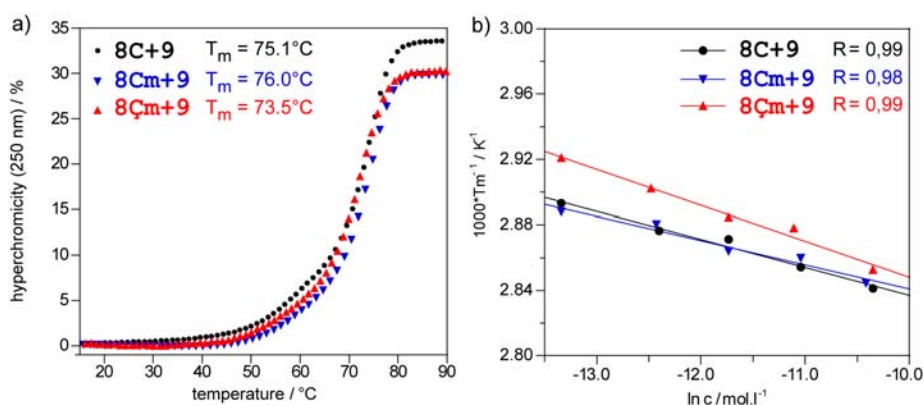 a)
35
30
25
20
15
10
5
0
hyperchromicity (250 nm) / %
8C+9 Tm = 75.1°C
8Cm+9 Tm = 76.0°C
8Çm+9 Tm = 73.5°C
20 30 40 50 60 70 80 90
temperature / °C
b)
3.00
2.96
2.92
2.88
2.84
2.80
1000*Tm⁻¹ / K⁻¹
8C+9 R = 0,99
8Cm+9 R = 0,98
8Çm+9 R = 0,99
-13.0 -12.0 -11.0 -10.0
ln c / mol.l⁻¹